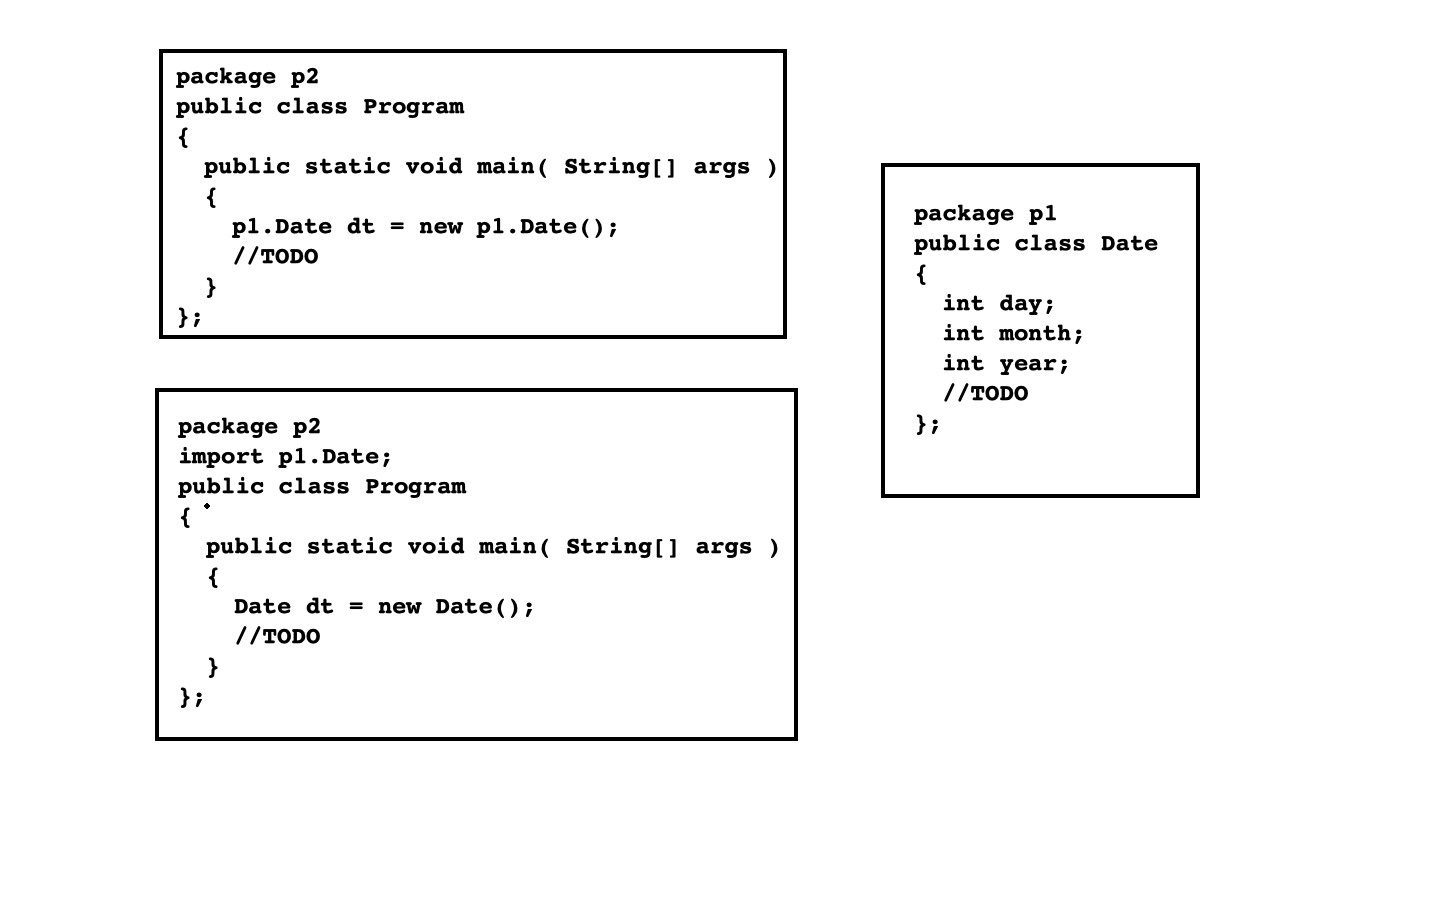 package p2
public class Program
{
  public static void main( String[] args )
  {
    p1.Date dt = new p1.Date();
    //TODO
  }
};
package p2
import p1.Date;
public class Program
{
  public static void main( String[] args )
  {
    Date dt = new Date();
    //TODO
  }
};
package p1
public class Date
{
  int day;
  int month;
  int year;
  //TODO
};